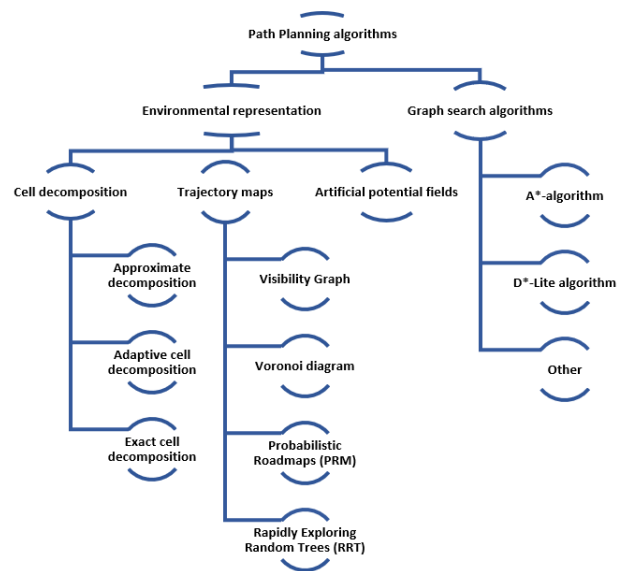 Path Planning algorithms
Environmental representation
Graph search algorithms
Cell decomposition
Trajectory maps
Artificial potential fields
A*-algorithm
Approximate
decomposition
Visibility Graph
D*-Lite algorithm
Adaptive cell
decomposition
Voronoi diagram
Other
Exact cell
decomposition
Probabilistic
Roadmaps (PRM)
Rapidly Exploring
Random Trees (RRT)